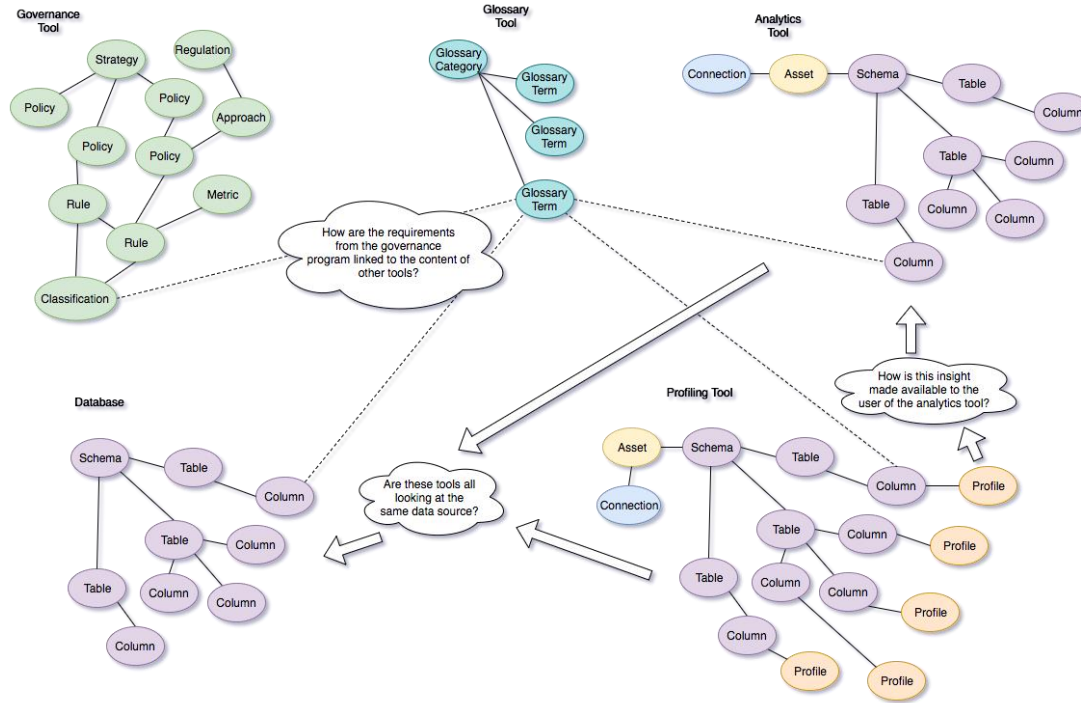 Governance
Tool
Strategy
Regulation
Policy
Policy
Approach
Policy
Policy
Rule
Metric
Rule
Classification
Glossary
Tool
Glossary
Category
Glossary
Term
Glossary
Term
Glossary
Term
How are the requirements
from the governance
program linked to the content of
other tools?
Analytics
Tool
Connection
Asset
Schema
Table
Column
Table
Column
Column
Column
Table
Column
How is this insight
made available to the
user of the analytics tool?
Database
Schema
Table
Column
Table
Column
Column
Column
Table
Column
Are these tools all
looking at the
same data source?
Profiling Tool
Asset
Schema
Connection
Table
Column
Profile
Table
Column
Profile
Column
Column
Profile
Table
Column
Profile
Profile